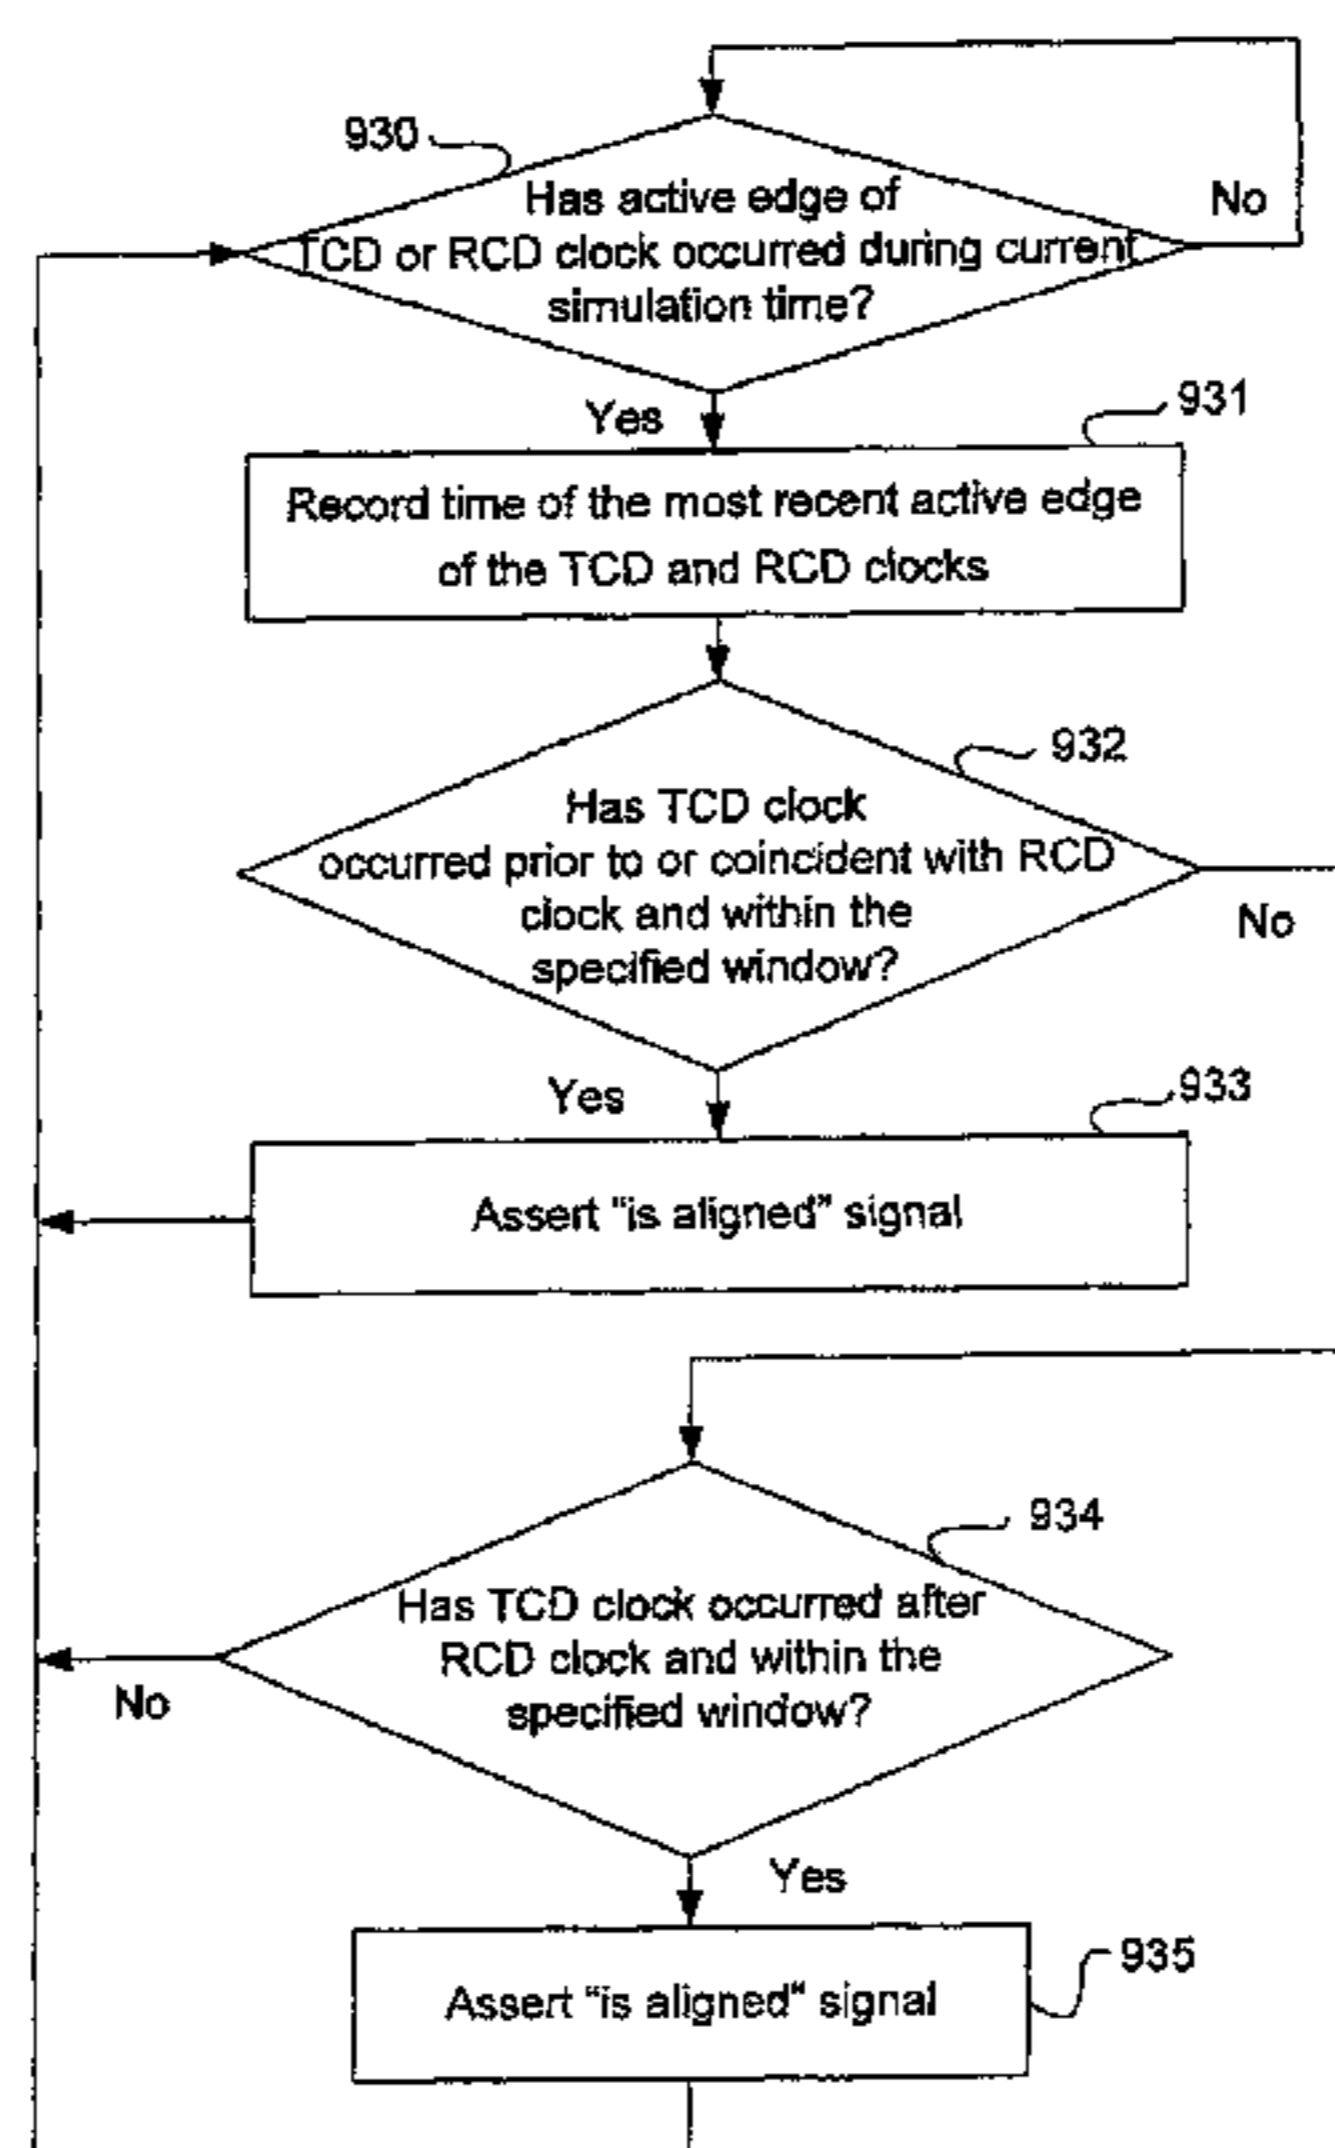 930
Has active edge of
TCD or RCD clock occurred during current
simulation time?
No
Yes
931
Record time of the most recent active edge
of the TCD and RCD clocks
932
Has TCD clock
occurred prior to or coincident with RCD
clock and within the
specified window?
No
Yes
933
Assert "is aligned" signal
934
Has TCD clock occurred after
RCD clock and within the
specified window?
No
Yes
935
Assert "is aligned" signal